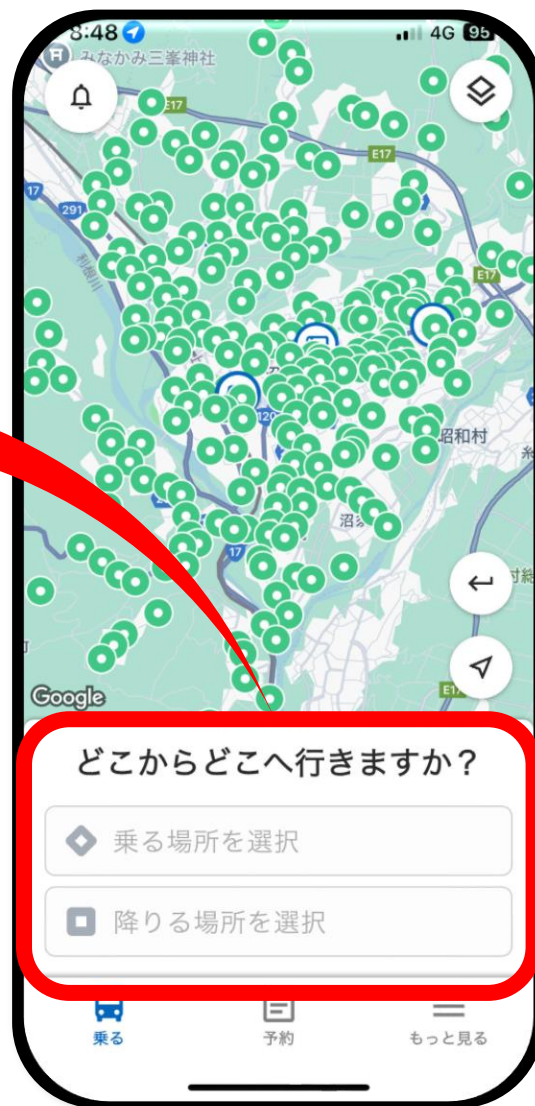 8:48
4G 95
みなかみ三峯神社
E17
E17
17
291
利根川
E17
120
昭和村
沼
17
Google
どこからどこへ行きますか？
乗る場所を選択
降りる場所を選択
乗る
予約
もっと見る